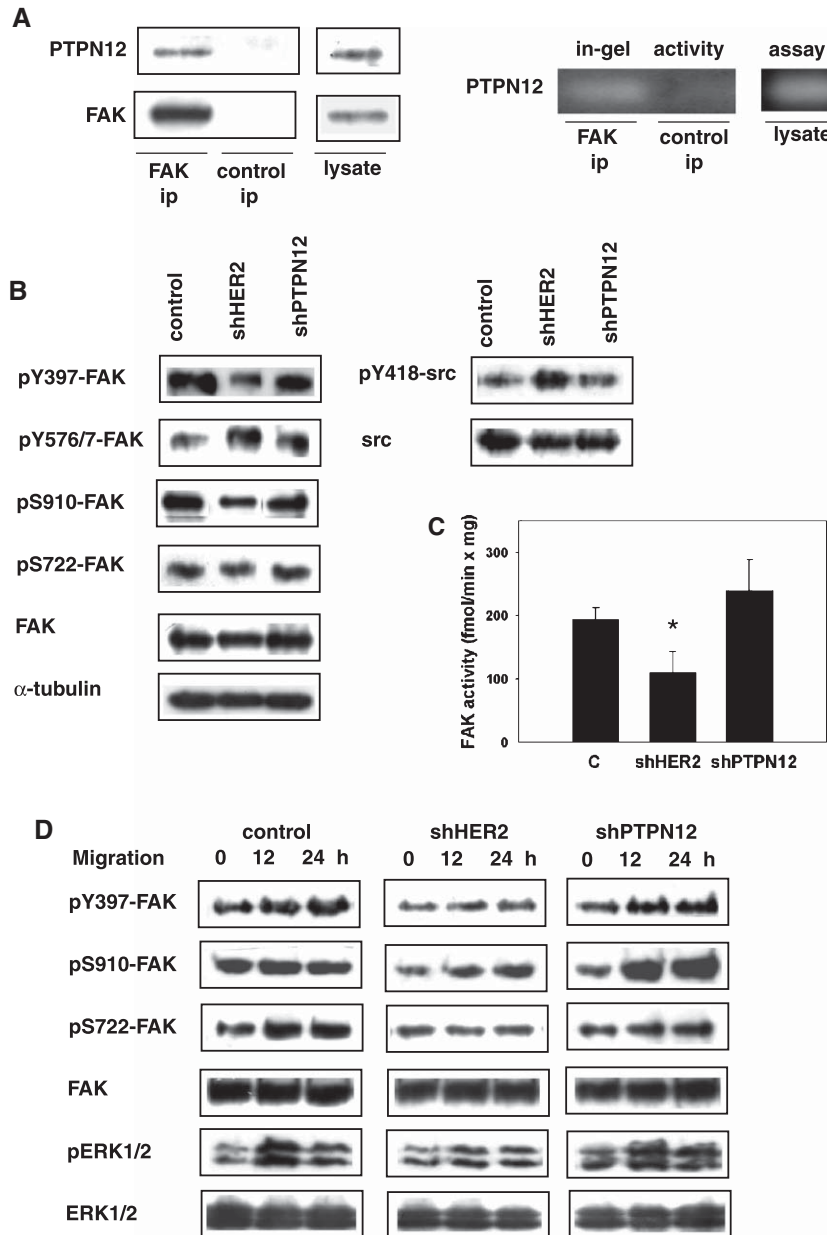 A
PTPN12
FAK
FAK ip
control ip
lysate
in-gel activity assay
PTPN12
FAK ip
control ip
lysate
B
control
shHER2
shPTPN12
pY397-FAK
pY576/7-FAK
pS910-FAK
pS722-FAK
FAK
α-tubulin
control
shHER2
shPTPN12
pY418-src
src
C
FAK activity (fmol/min x mg)
300
200
100
0
*
C shHER2 shPTPN12
D
control shHER2 shPTPN12
Migration 0 12 24 h 0 12 24 h 0 12 24 h
pY397-FAK
pS910-FAK
pS722-FAK
FAK
pERK1/2
ERK1/2